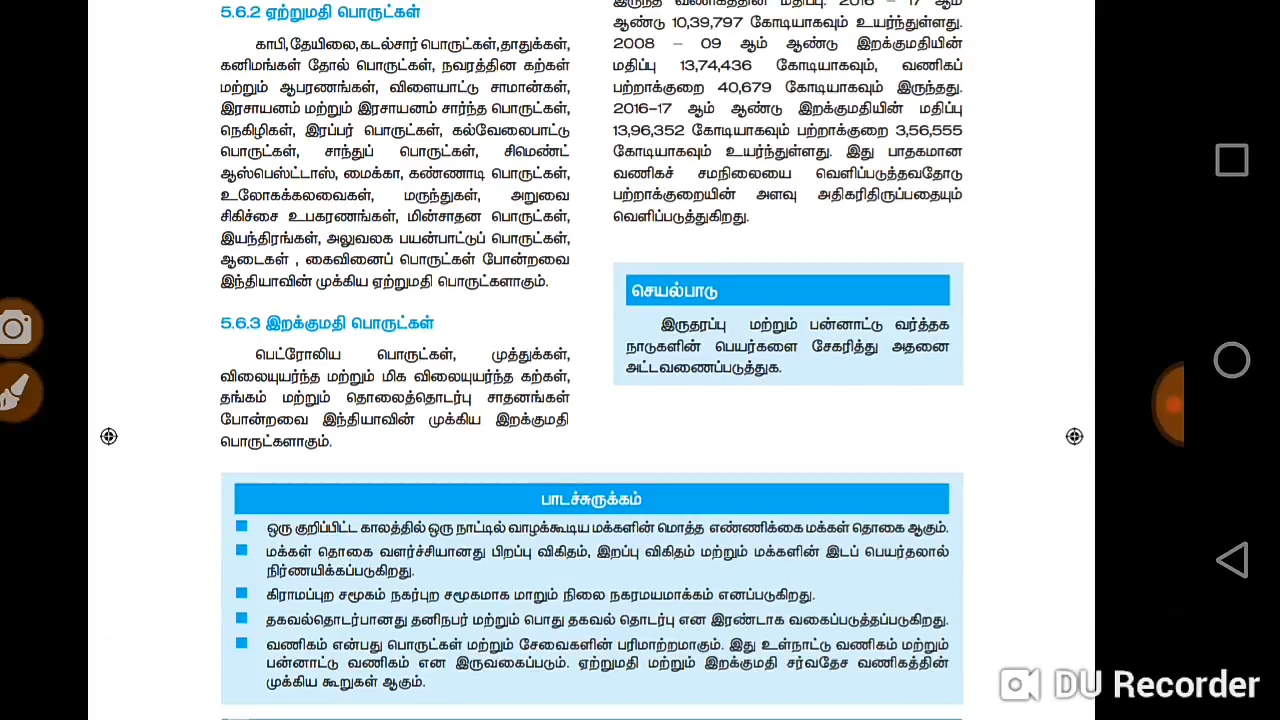 5.6.2 ஏற்றுமதி பொருட்கள்
காபி,தேயிலை,கடல்சார் பொருட்கள்,தாதுக்கள்,
கனிமங்கள் தோல் பொருட்கள், நவரத்தின கற்கள்
மற்றும் ஆபரணங்கள், விளையாட்டு சாமான்கள்,
இரசாயனம் மற்றும் இரசாயனம் சார்ந்த பொருட்கள்,
நெகிழிகள், இரப்பர் பொருட்கள், கல்வேலைபாட்டு
பொருட்கள், சாந்துப் பொருட்கள், சிமெண்ட்
ஆஸ்பெஸ்ட்டாஸ், மைக்கா, கண்ணாடி பொருட்கள்,
உலோகக்கலவைகள், மருந்துகள், அறுவை
சிகிச்சை உபகரணங்கள், மின்சாதன பொருட்கள்,
இயந்திரங்கள், அலுவலக பயன்பாட்டுப் பொருட்கள்,
ஆடைகள் , கைவினைப் பொருட்கள் போன்றவை
இந்தியாவின் முக்கிய ஏற்றுமதி பொருட்களாகும்.
5.6.3 இறக்குமதி பொருட்கள்
பெட்ரோலிய பொருட்கள், முத்துக்கள்,
விலையுயர்ந்த மற்றும் மிக விலையுயர்ந்த கற்கள்,
தங்கம் மற்றும் தொலைத்தொடர்பு சாதனங்கள்
போன்றவை இந்தியாவின் முக்கிய இறக்குமதி
பொருட்களாகும்.
இருந்த வணிகத்தின் மதிப்பு. 2016 – 17 ஆம்
ஆண்டு 10,39,797 கோடியாகவும் உயர்ந்துள்ளது.
2008 – 09 ஆம் ஆண்டு இறக்குமதியின்
மதிப்பு 13,74,436 கோடியாகவும், வணிகப்
பற்றாக்குறை 40,679 கோடியாகவும் இருந்தது.
2016–17 ஆம் ஆண்டு இறக்குமதியின் மதிப்பு
13,96,352 கோடியாகவும் பற்றாக்குறை 3,56,555
கோடியாகவும் உயர்ந்துள்ளது. இது பாதகமான
வணிகச் சமநிலையை வெளிப்படுத்தவதோடு
பற்றாக்குறையின் அளவு அதிகரிதிருப்பதையும்
வெளிப்படுத்துகிறது.
செயல்பாடு
இருதரப்பு மற்றும் பன்னாட்டு வர்த்தக
நாடுகளின் பெயர்களை சேகரித்து அதனை
அட்டவணைப்படுத்துக.
பாடச்சுருக்கம்
ஒரு குறிப்பிட்ட காலத்தில் ஒரு நாட்டில் வாழக்கூடிய மக்களின் மொத்த எண்ணிக்கை மக்கள் தொகை ஆகும்.
மக்கள் தொகை வளர்ச்சியானது பிறப்பு விகிதம், இறப்பு விகிதம் மற்றும் மக்களின் இடப் பெயர்தலால்
நிர்ணயிக்கப்படுகிறது.
கிராமப்புற சமூகம் நகர்புற சமூகமாக மாறும் நிலை நகரமயமாக்கம் எனப்படுகிறது.
தகவல்தொடர்பானது தனிநபர் மற்றும் பொது தகவல் தொடர்பு என இரண்டாக வகைப்படுத்தப்படுகிறது.
வணிகம் என்பது பொருட்கள் மற்றும் சேவைகளின் பரிமாற்றமாகும். இது உள்நாட்டு வணிகம் மற்றும்
பன்னாட்டு வணிகம் என இருவகைப்படும். ஏற்றுமதி மற்றும் இறக்குமதி சர்வதேச வணிகத்தின்
முக்கிய கூறுகள் ஆகும்.
DU Recorder